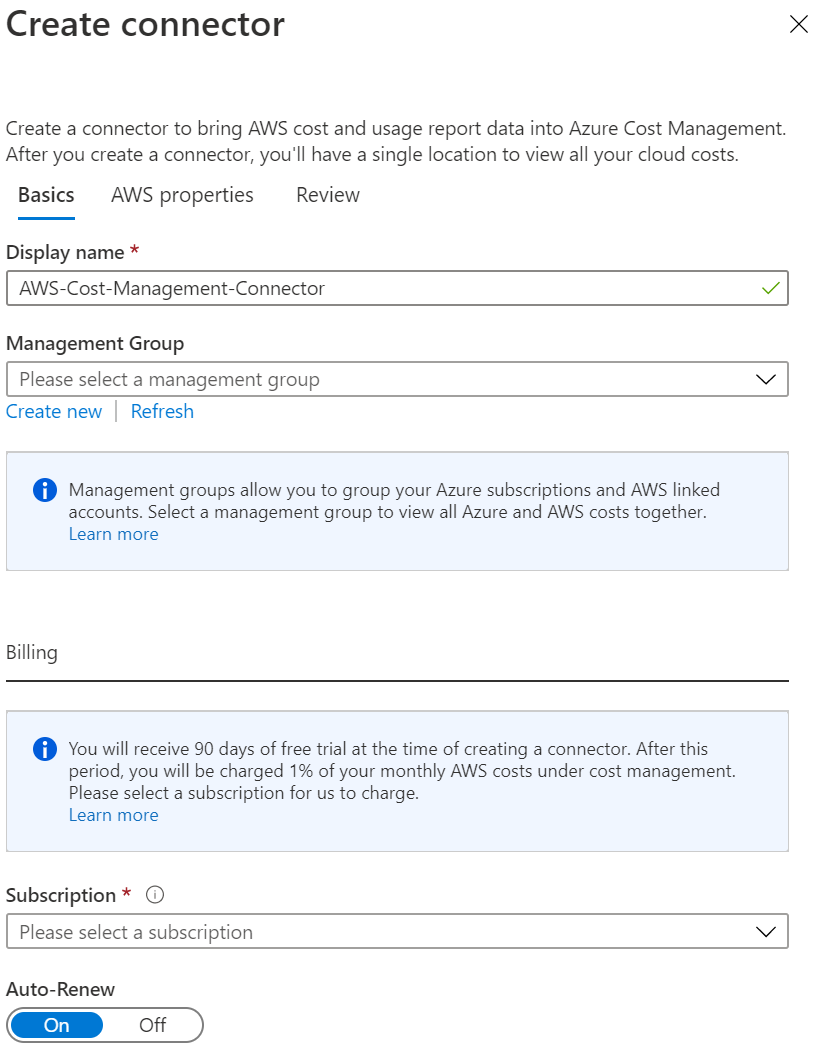 Create connector
Create a connector to bring AWS cost and usage report data into Azure Cost Management.
After you create a connector, you'll have a single location to view all your cloud costs.
Basics AWS properties Review
Display name *
AWS-Cost-Management-Connector
Management Group
Please select a management group
Create new Refresh
Management groups allow you to group your Azure subscriptions and AWS linked
accounts. Select a management group to view all Azure and AWS costs together.
Learn more
Billing
You will receive 90 days of free trial at the time of creating a connector. After this
period, you will be charged 1% of your monthly AWS costs under cost management.
Please select a subscription for us to charge.
Learn more
Subscription *
Please select a subscription
Auto-Renew
On Off